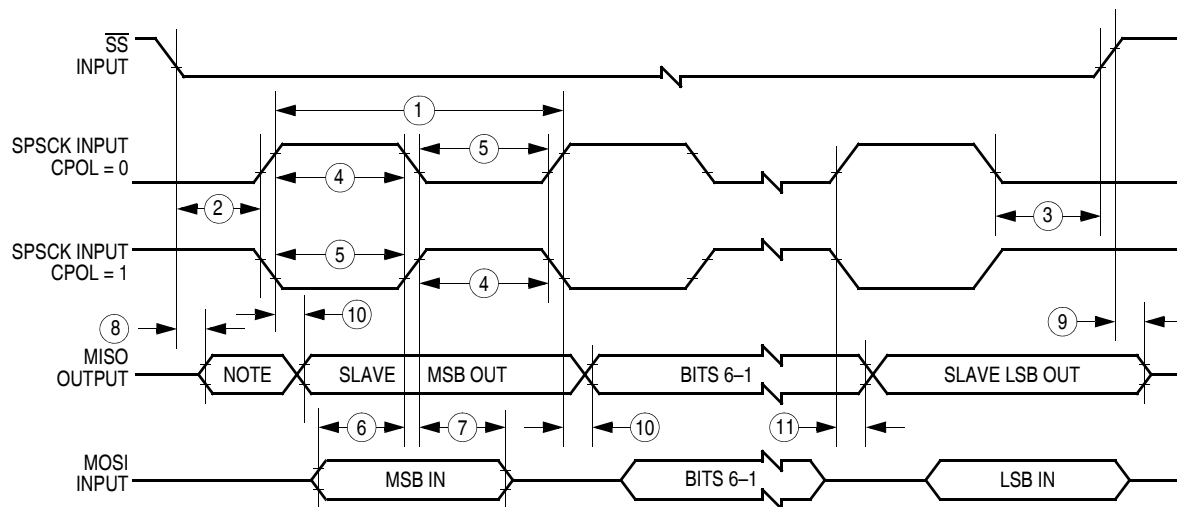 SS
INPUT
1
SPSCK INPUT
CPOL = 0
5
4
2
3
SPSCK INPUT
CPOL = 1
5
4
8
10
9
MISO
OUTPUT
NOTE
SLAVE MSB OUT
BITS 6–1
SLAVE LSB OUT
6
7
10
11
MOSI
INPUT
MSB IN
BITS 6–1
LSB IN